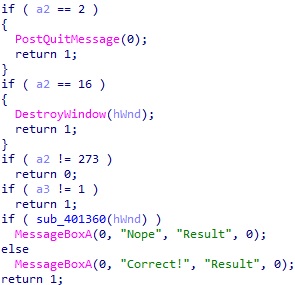 if ( a2 == 2 )
{
  PostQuitMessage(0);
  return 1;
}
if ( a2 == 16 )
{
  DestroyWindow(hWnd);
  return 1;
}
if ( a2 != 273 )
  return 0;
if ( a3 != 1 )
  return 1;
if ( sub_401360(hWnd) )
  MessageBoxA(0, "Nope", "Result", 0);
else
  MessageBoxA(0, "Correct!", "Result", 0);
return 1;